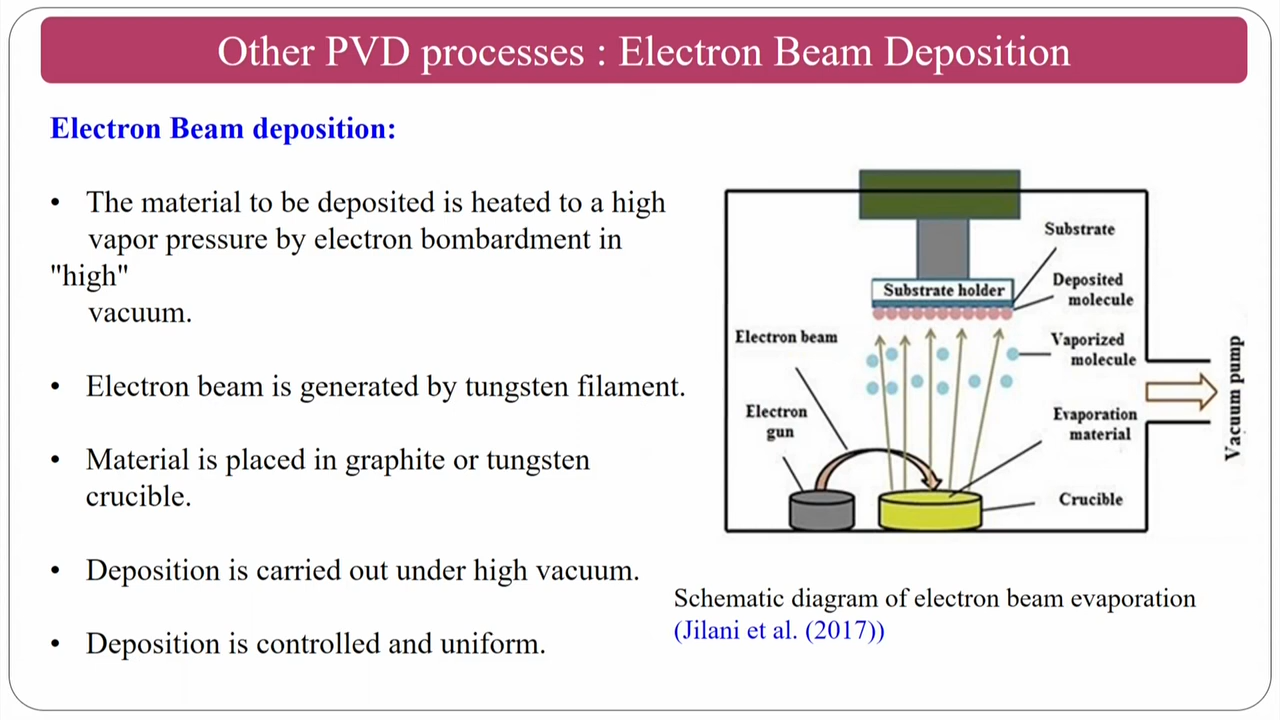 Other PVD processes : Electron Beam Deposition
Electron Beam deposition:
• The material to be deposited is heated to a high
vapor pressure by electron bombardment in
"high"
vacuum.
• Electron beam is generated by tungsten filament.
• Material is placed in graphite or tungsten
crucible.
• Deposition is carried out under high vacuum.
• Deposition is controlled and uniform.
Substrate
Substrate holder
Deposited
molecule
Electron beam
Vaporized
molecule
Electron
gun
Evaporation
material
Crucible
Vacuum pump
Schematic diagram of electron beam evaporation
(Jilani et al. (2017))